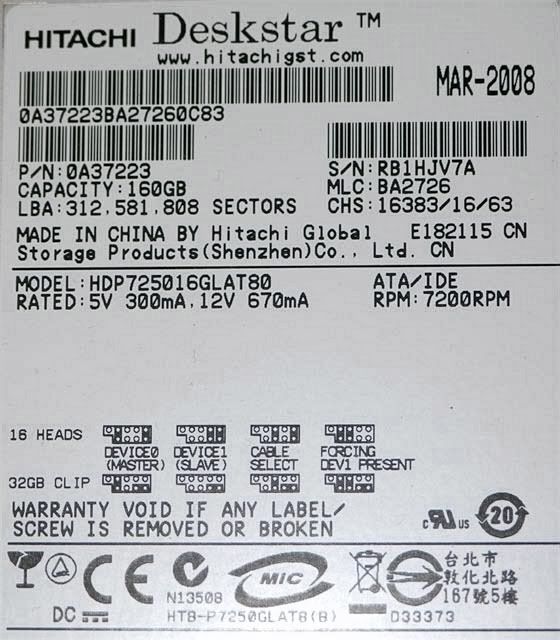 HITACHI Deskstar ™
www.hitachigst.com
MAR-2008
0A37223BA27260C83
P/N:0A37223 S/N:RB1HJV7A
CAPACITY:160GB MLC:BA2726
LBA:312,581,808 SECTORS CHS:16383/16/63
MADE IN CHINA BY Hitachi Global E182115 CN
Storage Products(Shenzhen)Co., Ltd. CN
MODEL:HDP725016GLAT80 ATA/IDE
RATED:5V 300mA,12V 670mA RPM:7200RPM
16 HEADS
DEVICE0 DEVICE1 CABLE FORCING
(MASTER) (SLAVE) SELECT DEV1 PRESENT
32GB CLIP
WARRANTY VOID IF ANY LABEL/
SCREW IS REMOVED OR BROKEN
c RU us 20
CE N13508 MIC
台北市
敦化北路
167號5樓
DC HT8-P7250GLAT8(B) D33373